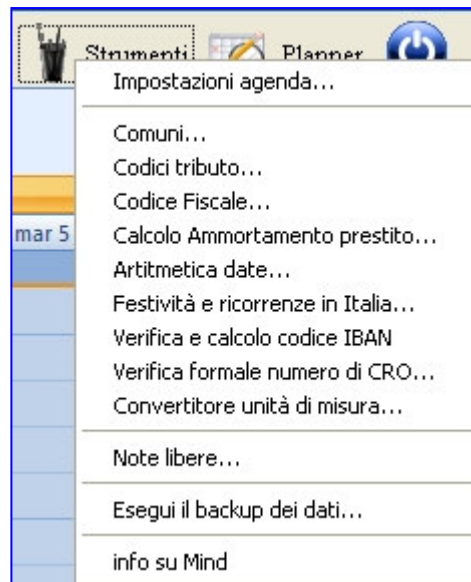 Strumenti Planner
Impostazioni agenda...
Comuni...
Codici tributo...
Codice Fiscale...
mar 5
Calcolo Ammortamento prestito...
Artitmetica date...
Festività e ricorrenze in Italia...
Verifica e calcolo codice IBAN
Verifica formale numero di CRO...
Convertitore unità di misura...
Note libere...
Esegui il backup dei dati...
info su Mind